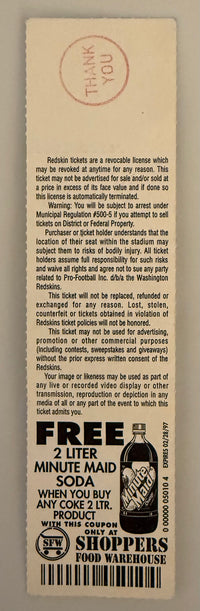 THANK
YOU
Redskin tickets are a revocable license which
may be revoked at anytime for any reason. This
ticket may not be advertised for sale and/or sold at
a price in excess of its face value and if done so
this license is automatically terminated.
Warning: You will be subject to arrest under
Municipal Regulation #500-5 if you attempt to sell
tickets on District or Federal Property.
Purchaser or ticket holder understands that the
location of their seat within the stadium may
subject them to risks of bodily injury. All ticket
holders assume full responsibility for such risks
and waive all rights and agree not to sue any party
related to Pro-Football Inc. d/b/a the Washington
Redskins.
This ticket will not be replaced, refunded or
exchanged for any reason. Lost, stolen,
counterfeit or tickets obtained in violation of
Redskins ticket policies will not be honored.
This ticket may not be used for advertising,
promotion or other commercial purposes
(including contests, sweepstakes and giveaways)
without the prior express written consent of the
Redskins.
Your image or likeness may be used as part of
any live or recorded video display or other
transmission, reproduction or depiction in any
media of all or any part of the event to which this
ticket admits you.
FREE
2 LITER
MINUTE MAID
SODA
WHEN YOU BUY
ANY COKE 2 LTR.
PRODUCT
WITH THIS COUPON
ONLY AT
Minute
Maid
EXPIRES 02/28/97
0 00000 05010 4
SFW
SHOPPERS
FOOD WAREHOUSE